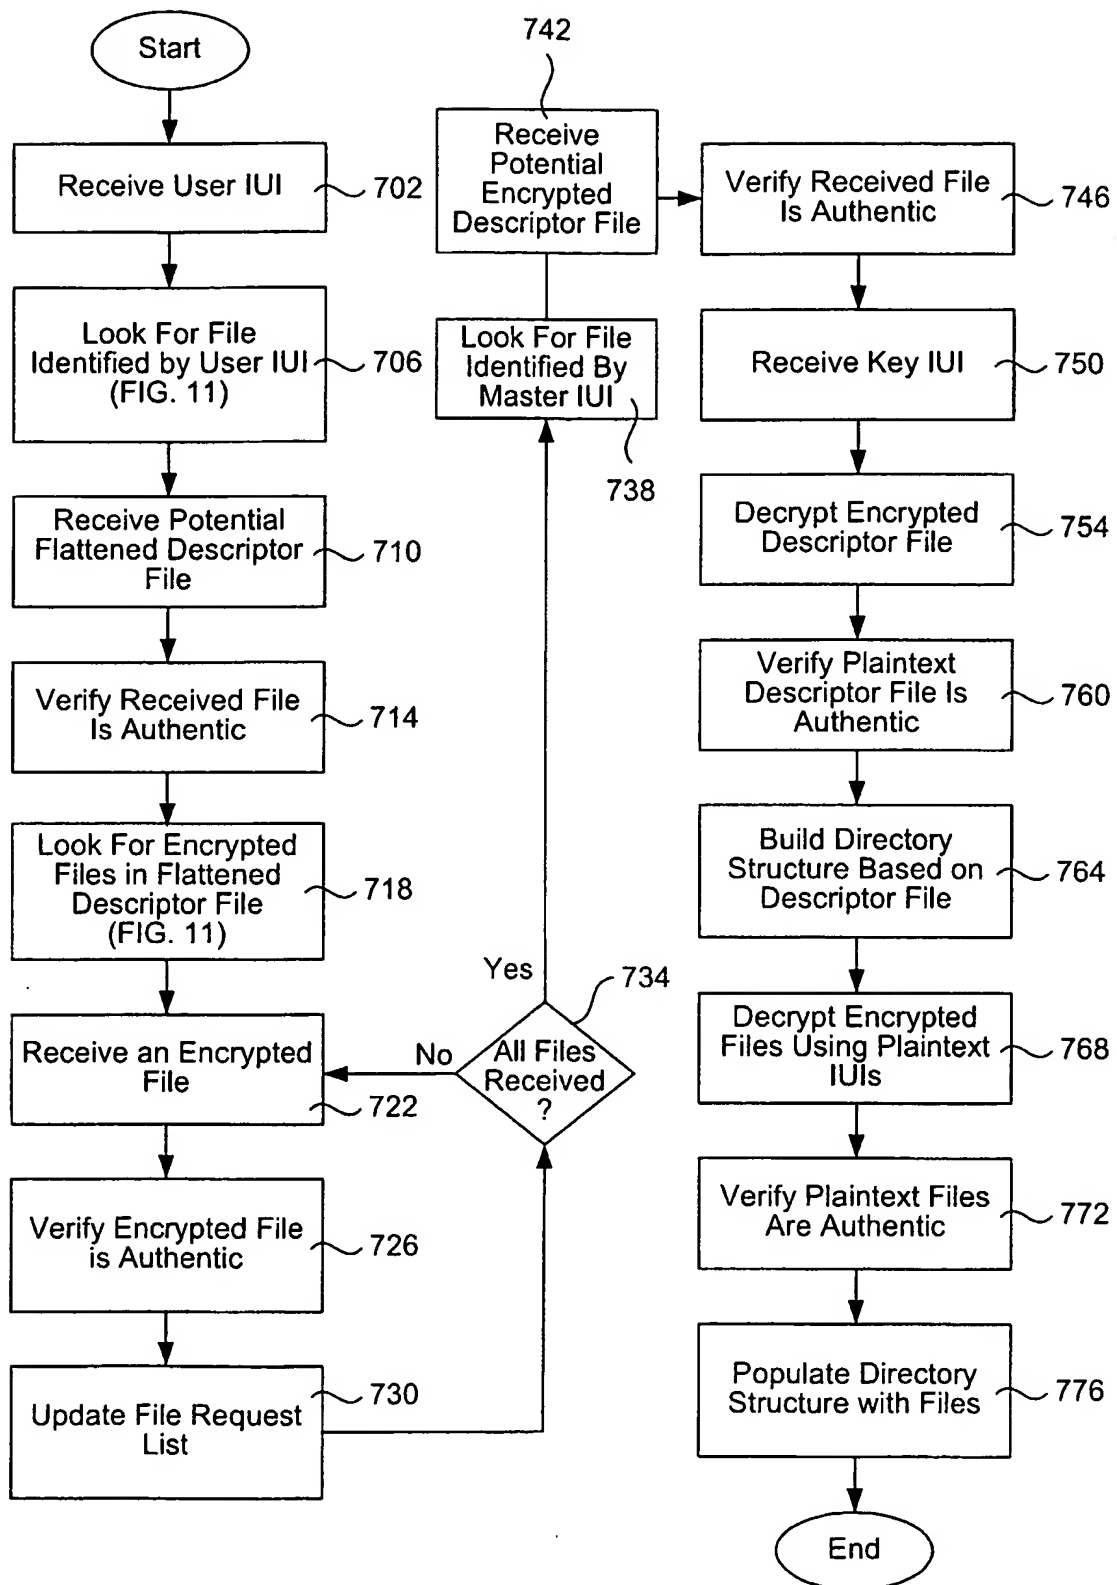 Start
Receive User IUI
702
Look For File
Identified by User IUI
(FIG. 11)
706
Receive Potential
Flattened Descriptor
File
710
Verify Received File
Is Authentic
714
Look For Encrypted
Files in Flattened
Descriptor File
(FIG. 11)
718
Receive an Encrypted
File
722
Verify Encrypted File
is Authentic
726
Update File Request
List
730
All Files
Received
?
734
No
Yes
Look For File
Identified By
Master IUI
738
742
Receive
Potential
Encrypted
Descriptor File
Verify Received File
Is Authentic
746
Receive Key IUI
750
Decrypt Encrypted
Descriptor File
754
Verify Plaintext
Descriptor File Is
Authentic
760
Build Directory
Structure Based on
Descriptor File
764
Decrypt Encrypted
Files Using Plaintext
IUIs
768
Verify Plaintext Files
Are Authentic
772
Populate Directory
Structure with Files
776
End